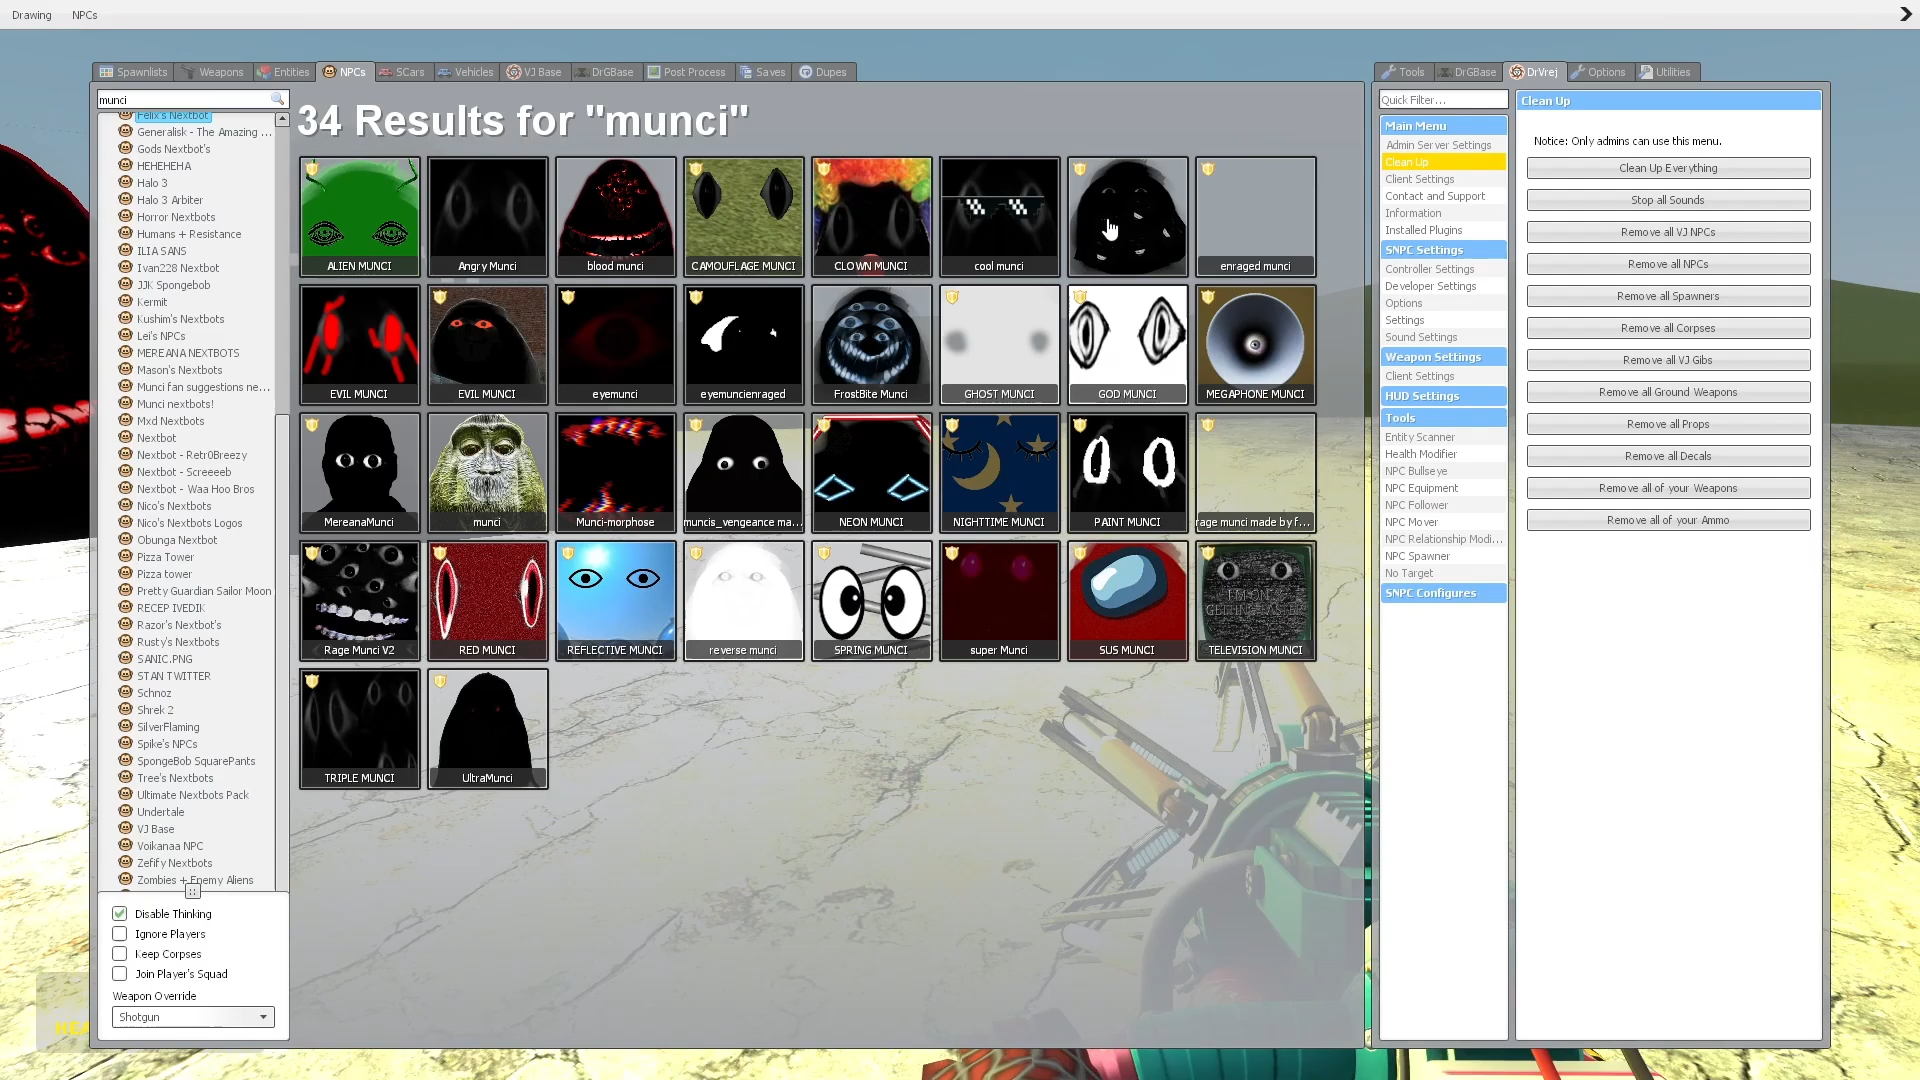 Drawing NPCs
Spawnlists Weapons Entities NPCs SCars Vehicles VJ Base DrGBase Post Process Saves Dupes
Tools DrGBase DrVrej Options Utilities
munci
Felix's Nextbot
Generalisk - The Amazing ...
Gods Nextbot's
HEHEHEHA
Halo 3
Halo 3 Arbiter
Horror Nextbots
Humans + Resistance
ILIA SANS
Ivan228 Nextbot
JJK Spongebob
Kermit
Kushim's Nextbots
Lei's NPCs
MEREANA NEXTBOTS
Mason's Nextbots
Munci fan suggestions ne...
Munci nextbots!
Mxd Nextbots
Nextbot
Nextbot - Retr0Breezy
Nextbot - Screeeeb
Nextbot - Waa Hoo Bros
Nico's Nextbots
Nico's Nextbots Logos
Obunga Nextbot
Pizza Tower
Pizza tower
Pretty Guardian Sailor Moon
RECEP IVEDIK
Razor's Nextbot's
Rusty's Nextbots
SANIC.PNG
STAN TWITTER
Schnoz
Shrek 2
SilverFlaming
Spike's NPCs
SpongeBob SquarePants
Tree's Nextbots
Ultimate Nextbots Pack
Undertale
VJ Base
Voikanaa NPC
Zefify Nextbots
Zombies + Enemy Aliens
Disable Thinking
Ignore Players
Keep Corpses
Join Player's Squad
Weapon Override
Shotgun
34 Results for "munci"
ALIEN MUNCI
Angry Munci
blood munci
CAMOUFLAGE MUNCI
CLOWN MUNCI
cool munci
enraged munci
EVIL MUNCI
EVIL MUNCI
eyemunci
eyemuncienraged
FrostBite Munci
GHOST MUNCI
GOD MUNCI
MEGAPHONE MUNCI
MereanaMunci
munci
Munci-morphose
muncis_vengeance ma...
NEON MUNCI
NIGHTTIME MUNCI
PAINT MUNCI
rage munci made by f...
Rage Munci V2
RED MUNCI
REFLECTIVE MUNCI
reverse munci
SPRING MUNCI
super Munci
SUS MUNCI
I'M ONLY
GETTING FASTER
TELEVISION MUNCI
TRIPLE MUNCI
UltraMunci
Quick Filter...
Main Menu
Admin Server Settings
Clean Up
Client Settings
Contact and Support
Information
Installed Plugins
SNPC Settings
Controller Settings
Developer Settings
Options
Settings
Sound Settings
Weapon Settings
Client Settings
HUD Settings
Tools
Entity Scanner
Health Modifier
NPC Bullseye
NPC Equipment
NPC Follower
NPC Mover
NPC Relationship Modi...
NPC Spawner
No Target
SNPC Configures
Clean Up
Notice: Only admins can use this menu.
Clean Up Everything
Stop all Sounds
Remove all VJ NPCs
Remove all NPCs
Remove all Spawners
Remove all Corpses
Remove all VJ Gibs
Remove all Ground Weapons
Remove all Props
Remove all Decals
Remove all of your Weapons
Remove all of your Ammo